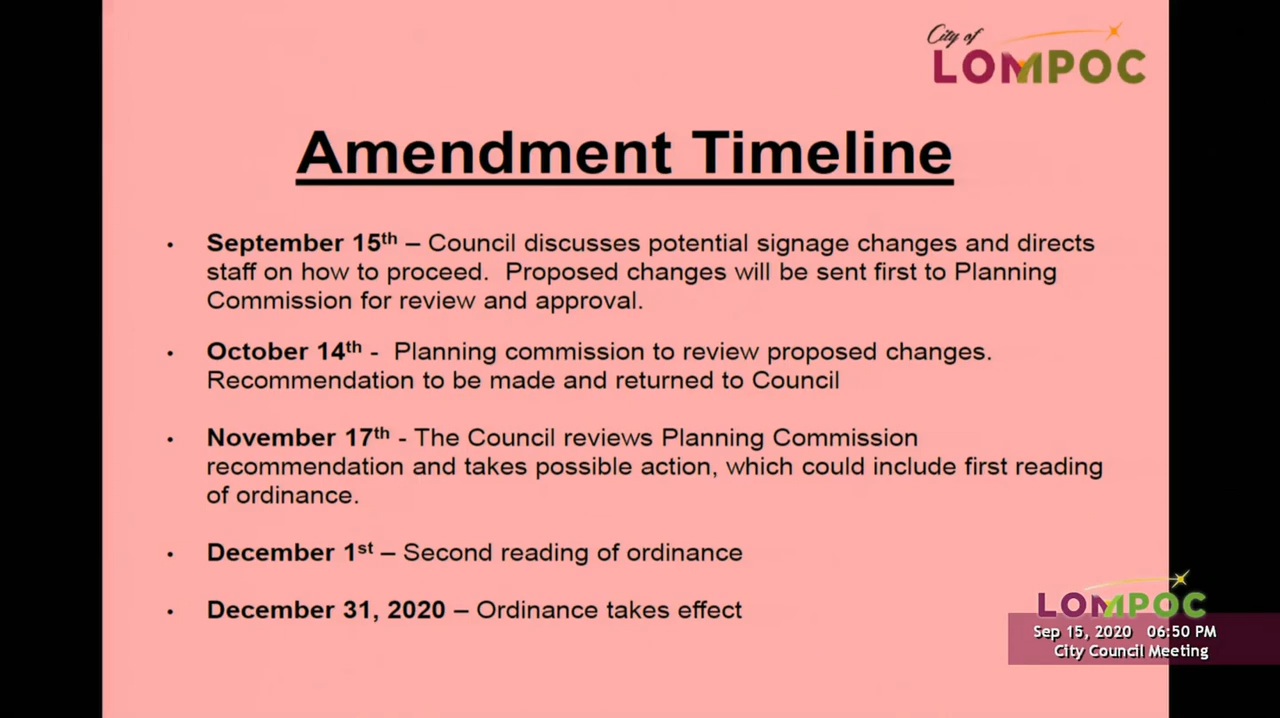 City of
LOMPOC
Amendment Timeline
• September 15th – Council discusses potential signage changes and directs
staff on how to proceed.  Proposed changes will be sent first to Planning
Commission for review and approval.
• October 14th -  Planning commission to review proposed changes.
Recommendation to be made and returned to Council
• November 17th - The Council reviews Planning Commission
recommendation and takes possible action, which could include first reading
of ordinance.
• December 1st – Second reading of ordinance
• December 31, 2020 – Ordinance takes effect
LOMPOC
Sep 15, 2020 06:50 PM
City Council Meeting